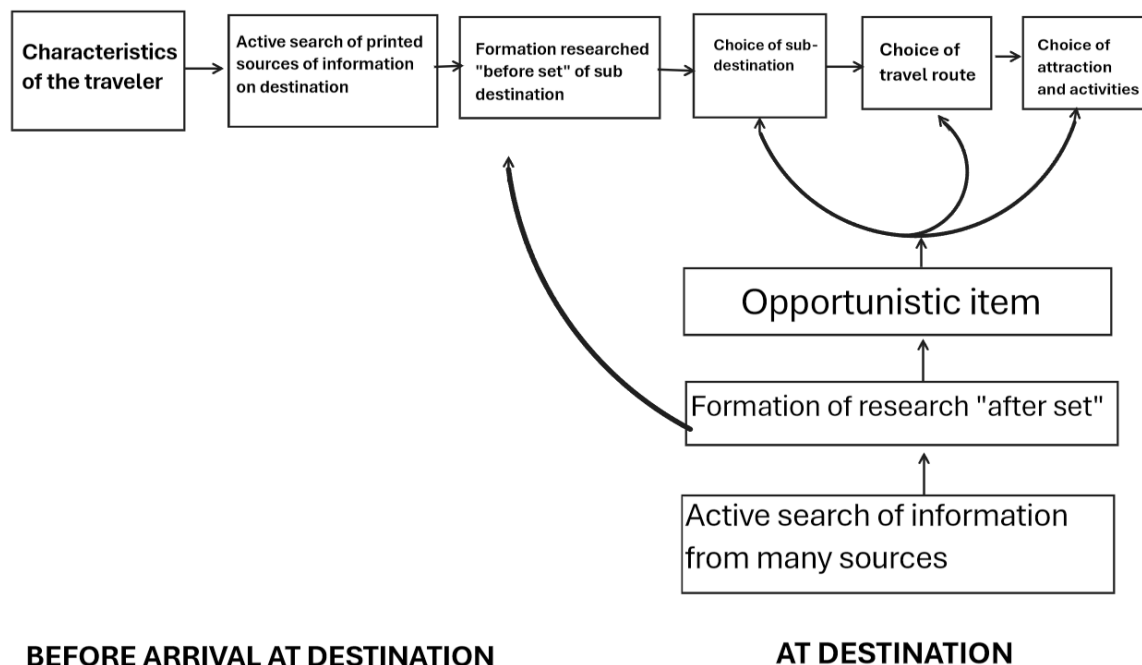 Characteristics
of the traveler
Active search of printed
sources of information
on destination
Formation researched
"before set" of sub
destination
Choice of sub-
destination
Choice of
travel route
Choice of
attraction
and activities
Opportunistic item
Formation of research "after set"
Active search of information
from many sources
BEFORE ARRIVAL AT DESTINATION
AT DESTINATION